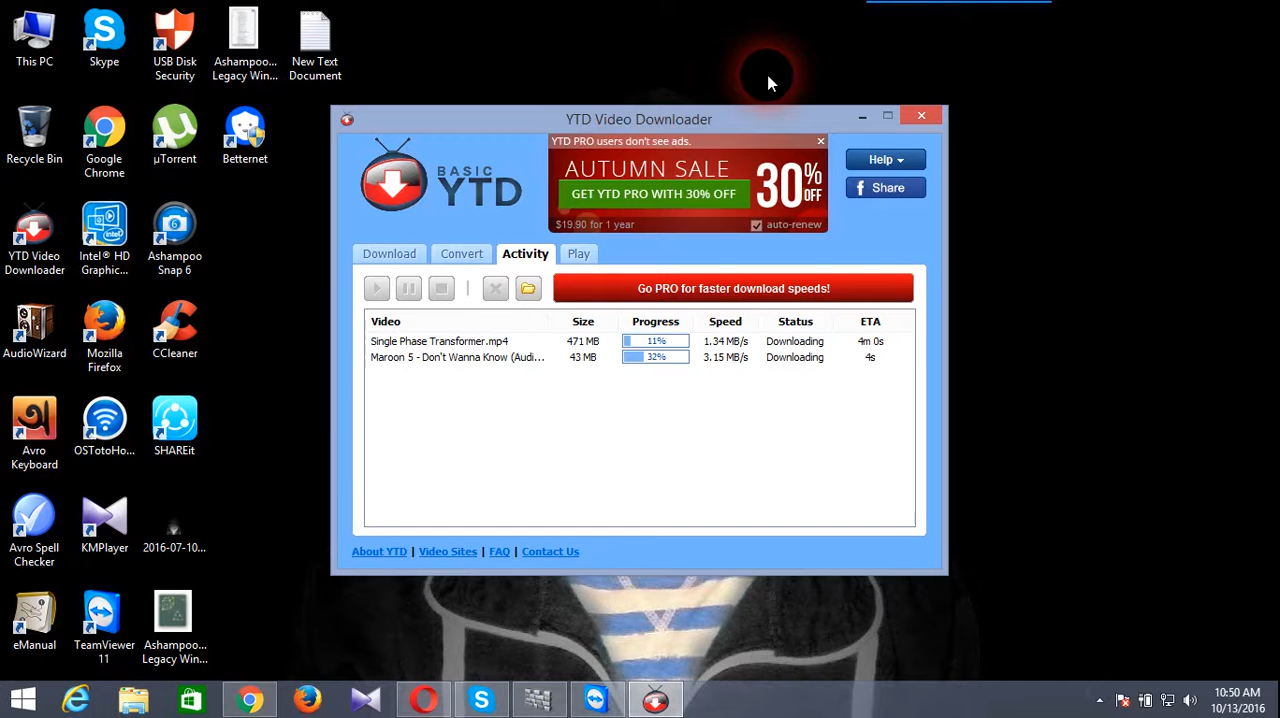 This PC
Skype
USB Disk
Security
Ashampoo...
Legacy Win...
New Text
Document
Recycle Bin
Google
Chrome
µTorrent
Betternet
YTD Video
Downloader
Intel® HD
Graphic...
Ashampoo
Snap 6
AudioWizard
Mozilla
Firefox
CCleaner
Avro
Keyboard
OSTotoHo...
SHAREit
Avro Spell
Checker
KMPlayer
2016-07-10...
eManual
TeamViewer
11
Ashampoo...
Legacy Win...
YTD Video Downloader
BASIC
YTD
YTD PRO users don't see ads.
AUTUMN SALE
GET YTD PRO WITH 30% OFF
30% OFF
$19.90 for 1 year
auto-renew
Help
f Share
Download Convert Activity Play
Go PRO for faster download speeds!
Video Size Progress Speed Status ETA
Single Phase Transformer.mp4 471 MB 11% 1.34 MB/s Downloading 4m 0s
Maroon 5 - Don't Wanna Know (Audi... 43 MB 32% 3.15 MB/s Downloading 4s
About YTD | Video Sites | FAQ | Contact Us
10:50 AM
10/13/2016